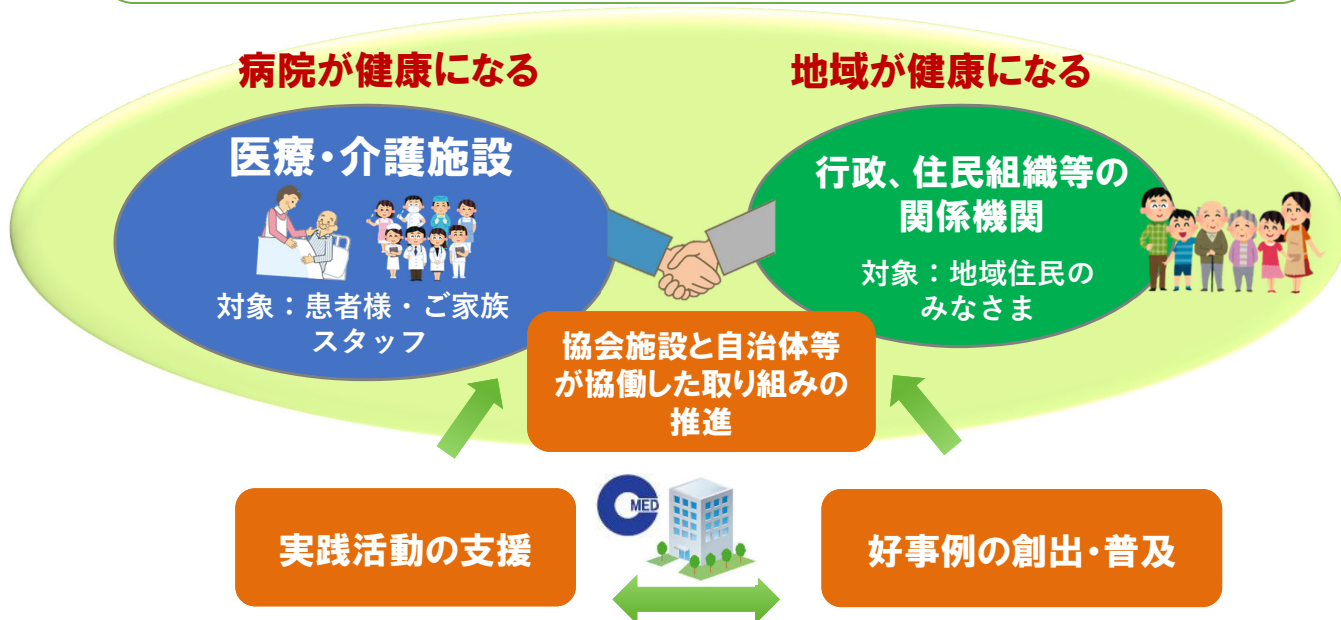 病院が健康になる
地域が健康になる
医療・介護施設
対象：患者様・ご家族
スタッフ
行政、住民組織等の
関係機関
対象：地域住民の
みなさま
協会施設と自治体等
が協働した取り組みの
推進
実践活動の支援
C MED
好事例の創出・普及